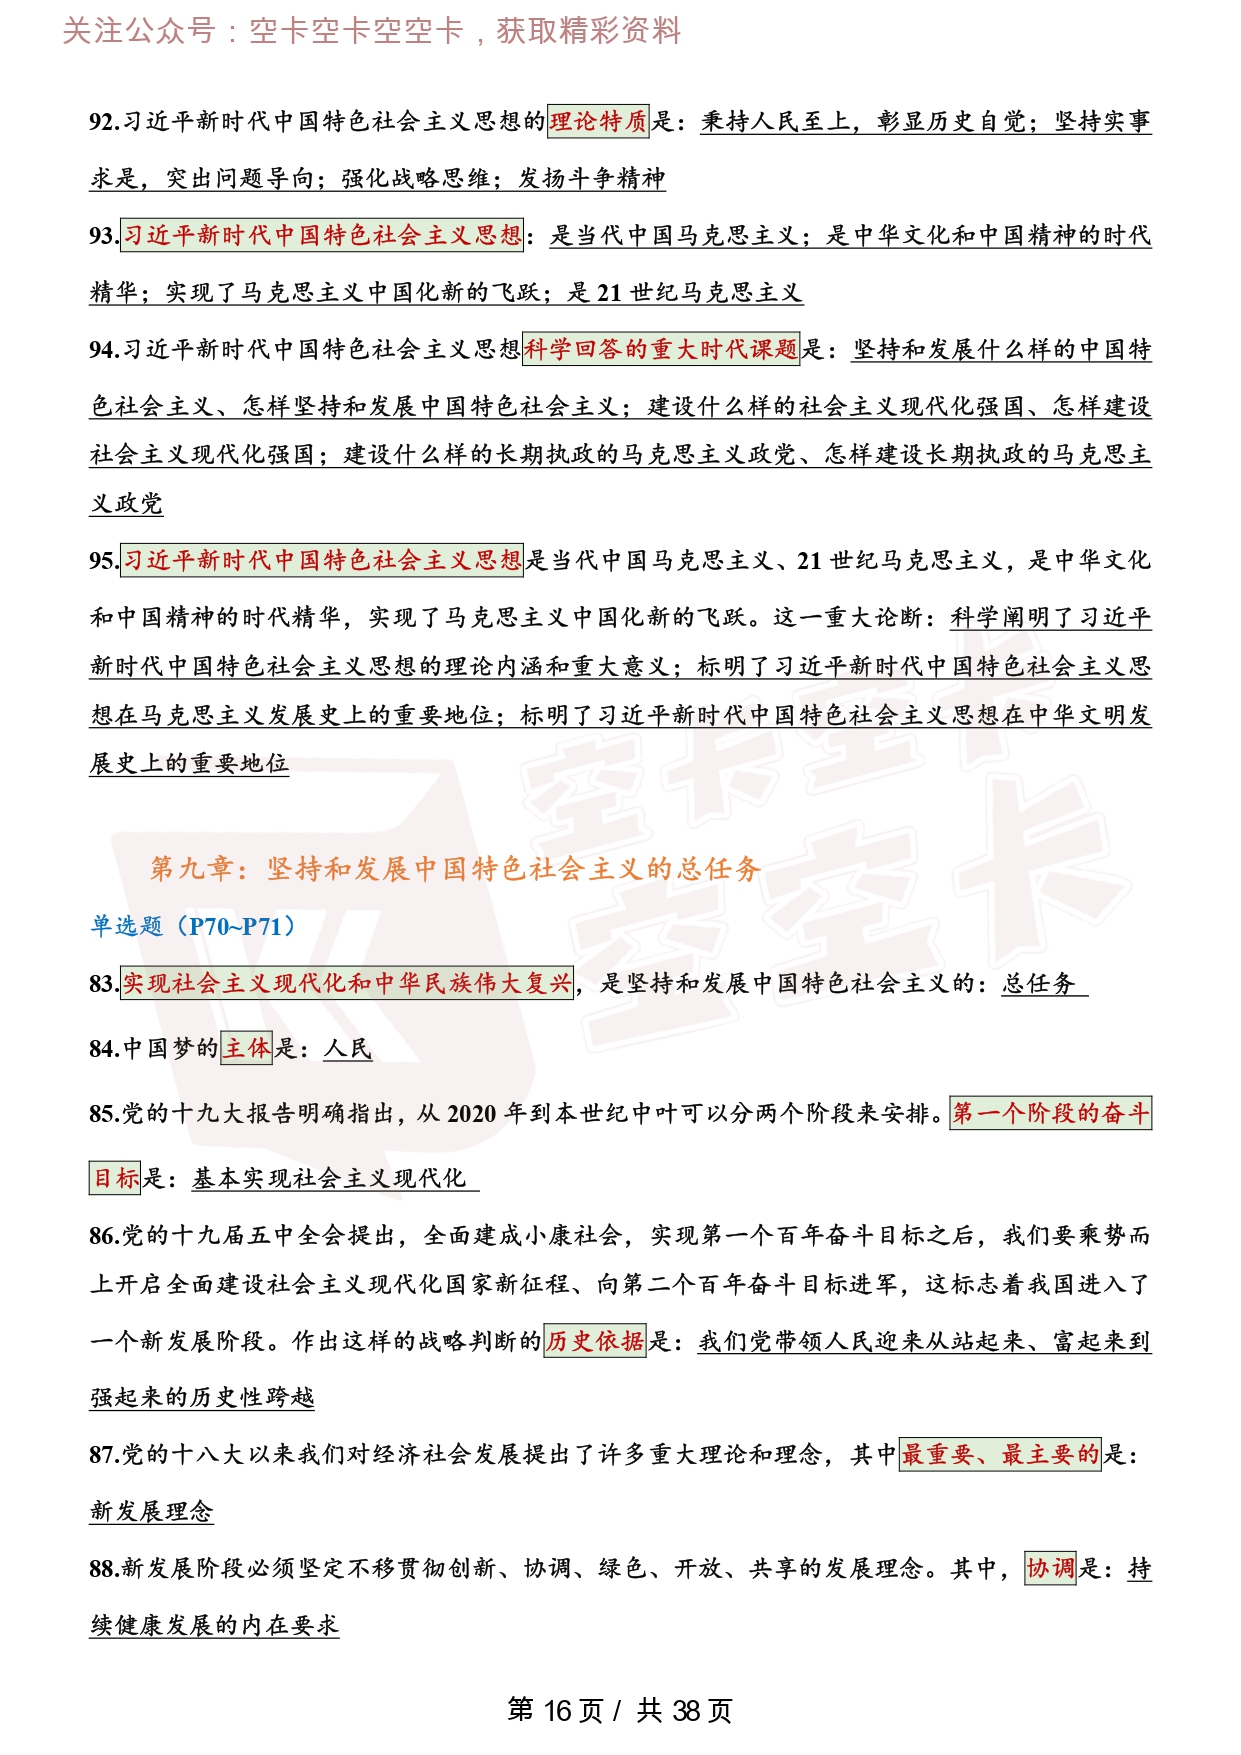 关注公众号：空卡空卡空空卡，获取精彩资料
92.习近平新时代中国特色社会主义思想的理论特质是：秉持人民至上，彰显历史自觉；坚持实事
求是，突出问题导向；强化战略思维；发扬斗争精神
93.习近平新时代中国特色社会主义思想：是当代中国马克思主义；是中华文化和中国精神的时代
精华；实现了马克思主义中国化新的飞跃；是 21 世纪马克思主义
94.习近平新时代中国特色社会主义思想科学回答的重大时代课题是：坚持和发展什么样的中国特
色社会主义、怎样坚持和发展中国特色社会主义；建设什么样的社会主义现代化强国、怎样建设
社会主义现代化强国；建设什么样的长期执政的马克思主义政党、怎样建设长期执政的马克思主
义政党
95.习近平新时代中国特色社会主义思想是当代中国马克思主义、21 世纪马克思主义，是中华文化
和中国精神的时代精华，实现了马克思主义中国化新的飞跃。这一重大论断：科学阐明了习近平
新时代中国特色社会主义思想的理论内涵和重大意义；标明了习近平新时代中国特色社会主义思
想在马克思主义发展史上的重要地位；标明了习近平新时代中国特色社会主义思想在中华文明发
展史上的重要地位
空卡空卡
空空卡
第九章：坚持和发展中国特色社会主义的总任务
单选题（P70~P71）
83.实现社会主义现代化和中华民族伟大复兴，是坚持和发展中国特色社会主义的：总任务
84.中国梦的主体是：人民
85.党的十九大报告明确指出，从 2020 年到本世纪中叶可以分两个阶段来安排。第一个阶段的奋斗
目标是：基本实现社会主义现代化
86.党的十九届五中全会提出，全面建成小康社会，实现第一个百年奋斗目标之后，我们要乘势而
上开启全面建设社会主义现代化国家新征程、向第二个百年奋斗目标进军，这标志着我国进入了
一个新发展阶段。作出这样的战略判断的历史依据是：我们党带领人民迎来从站起来、富起来到
强起来的历史性跨越
87.党的十八大以来我们对经济社会发展提出了许多重大理论和理念，其中最重要、最主要的是：
新发展理念
88.新发展阶段必须坚定不移贯彻创新、协调、绿色、开放、共享的发展理念。其中，协调是：持
续健康发展的内在要求
第 16 页 / 共 38 页